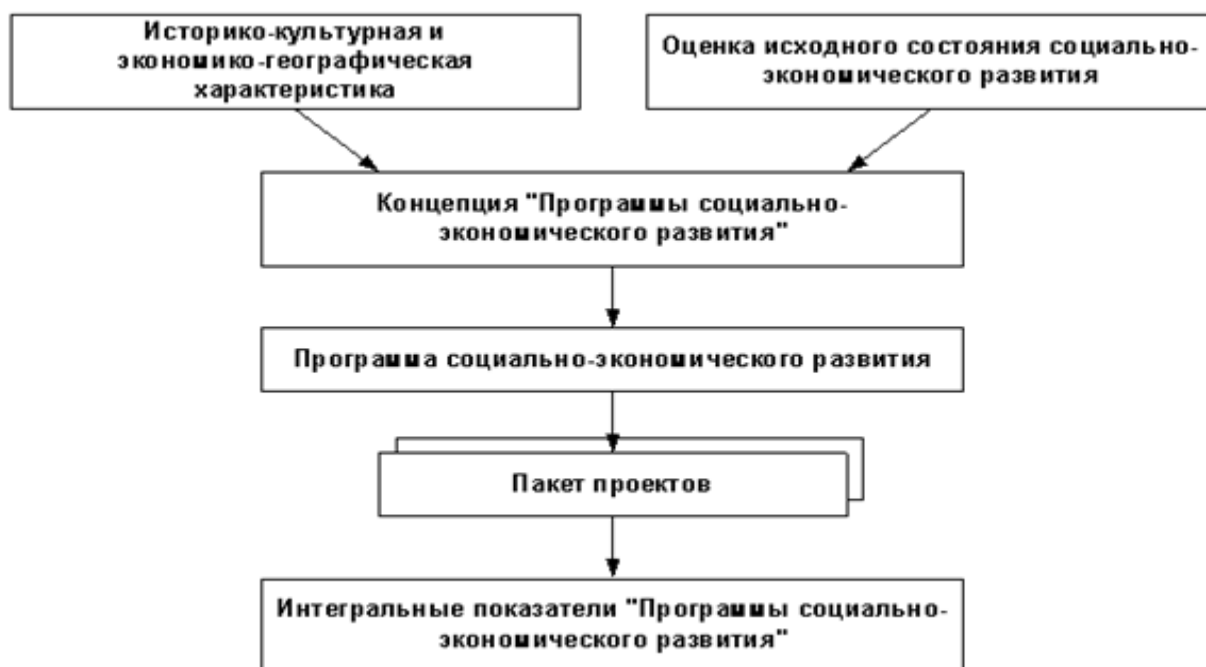 Историко-культурная и
экономико-географическая
характеристика
Оценка исходного состояния социально-
экономического развития
Концепция "Программы социально-
экономического развития"
Программа социально-экономического развития
Пакет проектов
Интегральные показатели "Программы социально-
экономического развития"